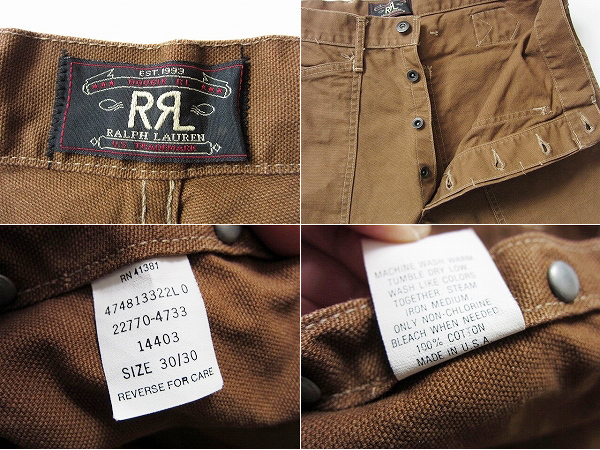 EST. 1993
RRL
RALPH LAUREN
U.S. TRADEMARK
RRL
RN 41381
474813322L0
22770-4733
14403
SIZE 30/30
REVERSE FOR CARE
MACHINE WASH WARM.
TUMBLE DRY LOW.
WASH LIKE COLORS
TOGETHER. STEAM
IRON MEDIUM.
ONLY NON-CHLORINE
BLEACH WHEN NEEDED.
100% COTTON
MADE IN U.S.A.